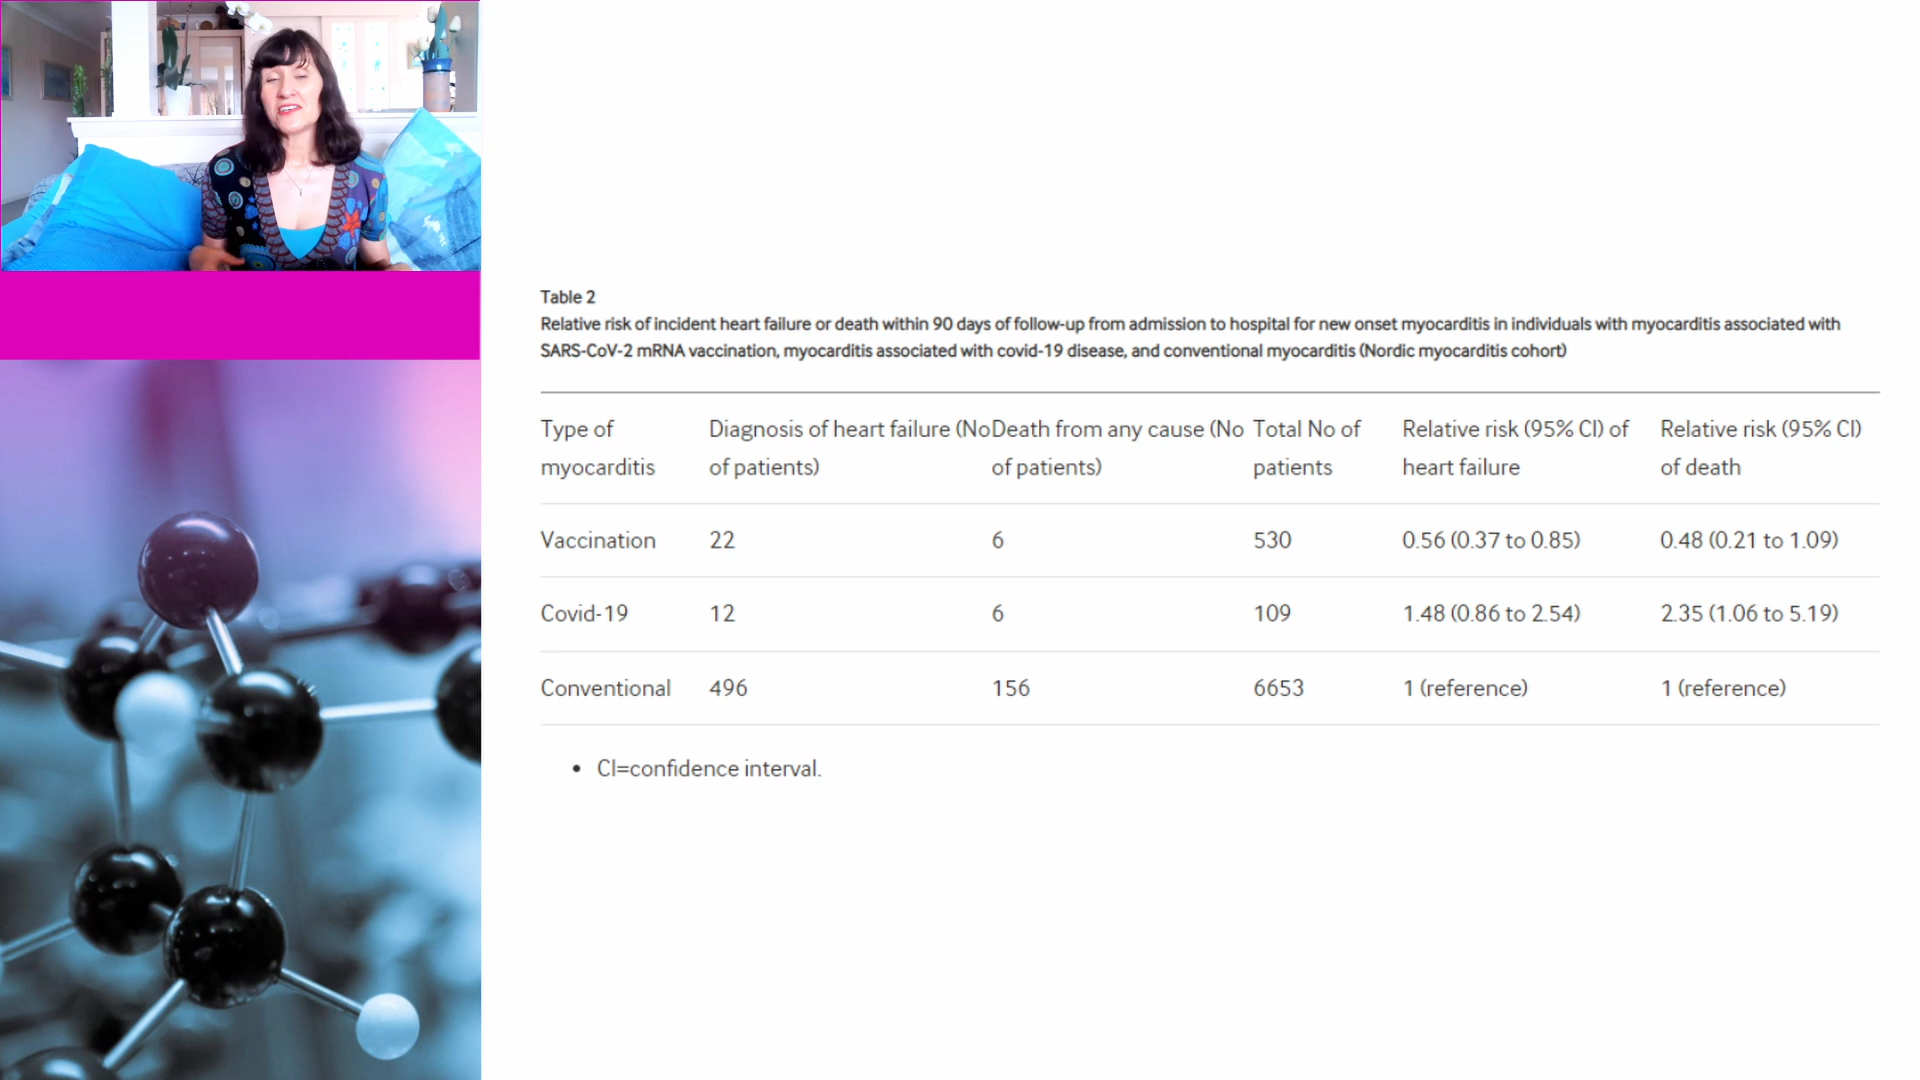 Table 2
Relative risk of incident heart failure or death within 90 days of follow-up from admission to hospital for new onset myocarditis in individuals with myocarditis associated with
SARS-CoV-2 mRNA vaccination, myocarditis associated with covid-19 disease, and conventional myocarditis (Nordic myocarditis cohort)
Type of myocarditis Diagnosis of heart failure (No of patients) Death from any cause (No of patients) Total No of patients Relative risk (95% CI) of heart failure Relative risk (95% CI) of death
Vaccination 22 6 530 0.56 (0.37 to 0.85) 0.48 (0.21 to 1.09)
Covid-19 12 6 109 1.48 (0.86 to 2.54) 2.35 (1.06 to 5.19)
Conventional 496 156 6653 1 (reference) 1 (reference)
• CI=confidence interval.